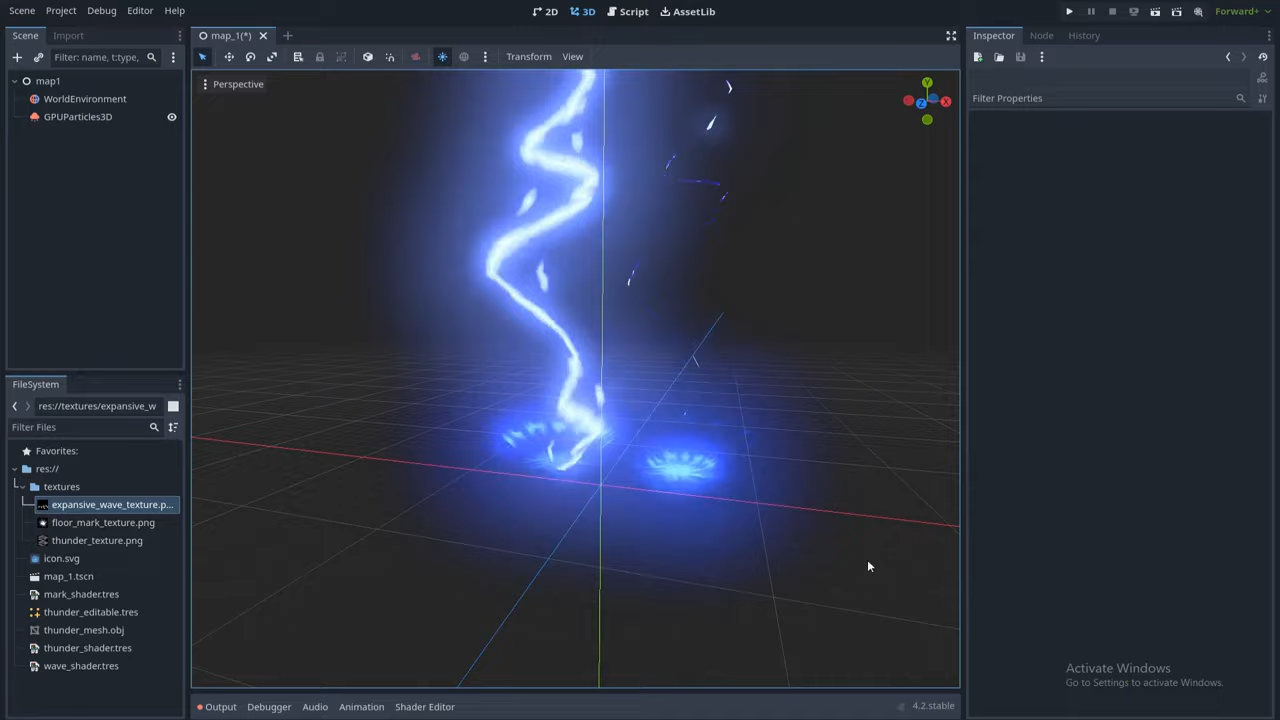 Scene Project Debug Editor Help
2D 3D Script AssetLib
Forward+
Scene Import
map_1(*)
Inspector Node History
Filter: name, t:type,
Transform View
map1
Perspective
Y
X
Z
WorldEnvironment
Filter Properties
GPUParticles3D
FileSystem
res://textures/expansive_w
Filter Files
Favorites:
res://
textures
expansive_wave_texture.p...
floor_mark_texture.png
thunder_texture.png
icon.svg
map_1.tscn
mark_shader.tres
thunder_editable.tres
thunder_mesh.obj
thunder_shader.tres
wave_shader.tres
Activate Windows
Go to Settings to activate Windows.
Output Debugger Audio Animation Shader Editor
4.2.stable